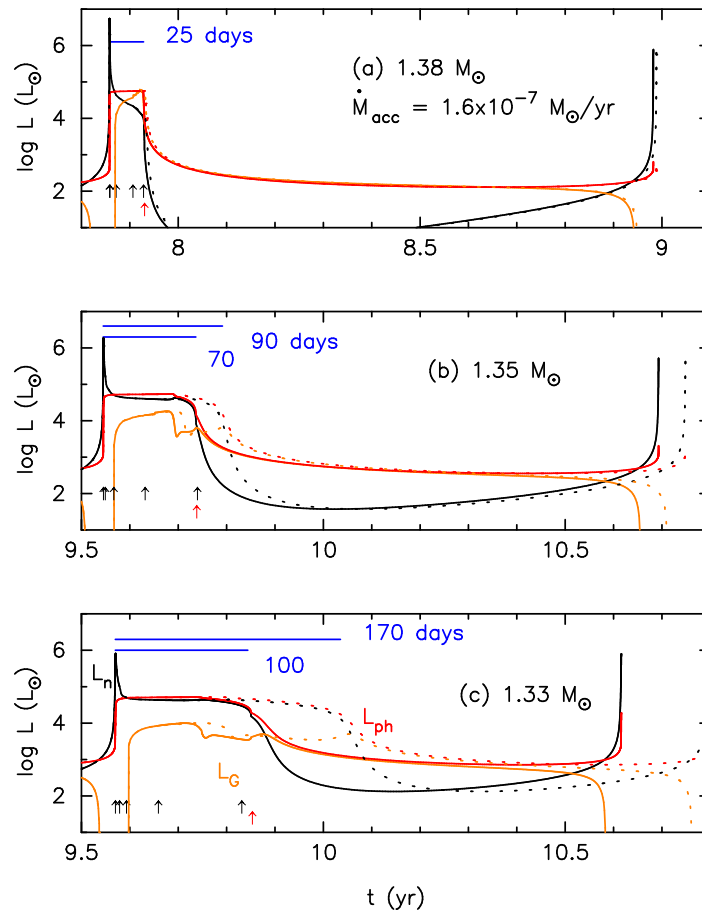 25 days
(a) 1.38 M⊙
Ṁacc = 1.6x10⁻⁷ M⊙/yr
log L (L⊙)
6
4
2
8
8.5
9
90 days
70
(b) 1.35 M⊙
log L (L⊙)
6
4
2
9.5
10
10.5
170 days
100
(c) 1.33 M⊙
Ln
Lph
LG
log L (L⊙)
6
4
2
9.5
10
10.5
t (yr)